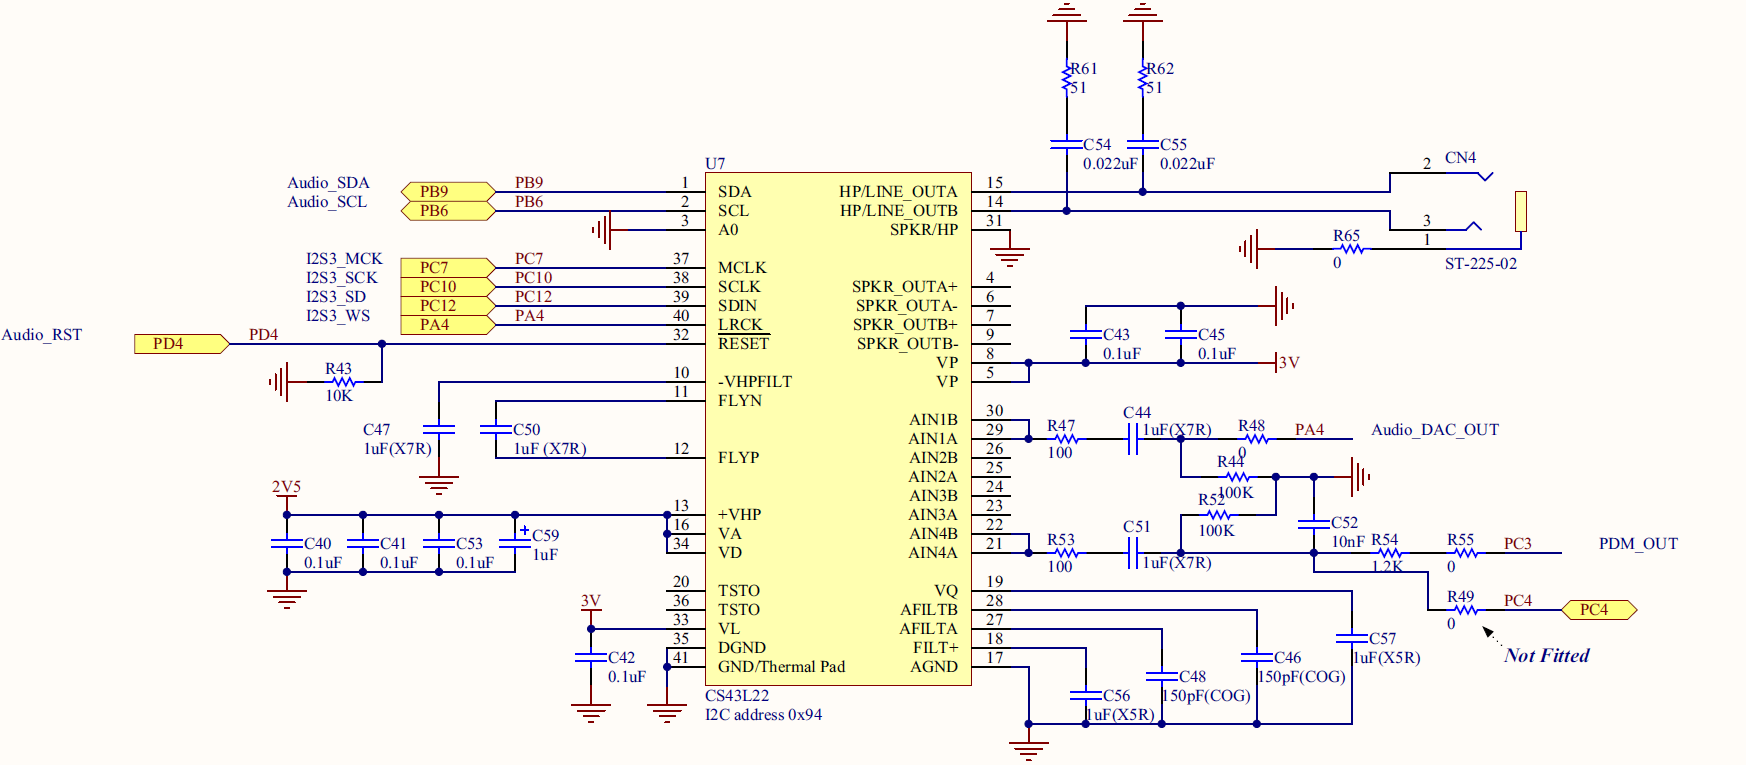 R61
51
R62
51
C54
0.022uF
C55
0.022uF
U7
Audio_SDA
PB9
PB9
1
SDA
Audio_SCL
PB6
PB6
2
SCL
3
A0
HP/LINE_OUTA
15
HP/LINE_OUTB
14
SPKR/HP
31
2
CN4
3
1
R65
0
ST-225-02
I2S3_MCK
PC7
PC7
37
MCLK
I2S3_SCK
PC10
PC10
38
SCLK
I2S3_SD
PC12
PC12
39
SDIN
I2S3_WS
PA4
PA4
40
LRCK
Audio_RST
PD4
PD4
32
RESET
SPKR_OUTA+
4
SPKR_OUTA-
6
SPKR_OUTB+
7
SPKR_OUTB-
9
VP
8
VP
5
C43
0.1uF
C45
0.1uF
3V
R43
10K
10
-VHPFILT
11
FLYN
12
FLYP
C47
1uF(X7R)
C50
1uF (X7R)
AIN1B
30
AIN1A
29
AIN2B
26
AIN2A
25
AIN3B
24
AIN3A
23
AIN4B
22
AIN4A
21
R47
100
C44
1uF(X7R)
R48
0
PA4
Audio_DAC_OUT
R44
100K
R52
100K
C52
10nF
R53
100
C51
1uF(X7R)
R54
1.2K
R55
0
PC3
PDM_OUT
R49
0
PC4
PC4
Not Fitted
2V5
13
+VHP
16
VA
34
VD
C40
0.1uF
C41
0.1uF
C53
0.1uF
+
C59
1uF
20
TSTO
36
TSTO
3V
33
VL
35
DGND
41
GND/Thermal Pad
C42
0.1uF
VQ
19
AFILTB
28
AFILTA
27
FILT+
18
AGND
17
C57
1uF(X5R)
C46
150pF(COG)
C48
150pF(COG)
C56
1uF(X5R)
CS43L22
I2C address 0x94